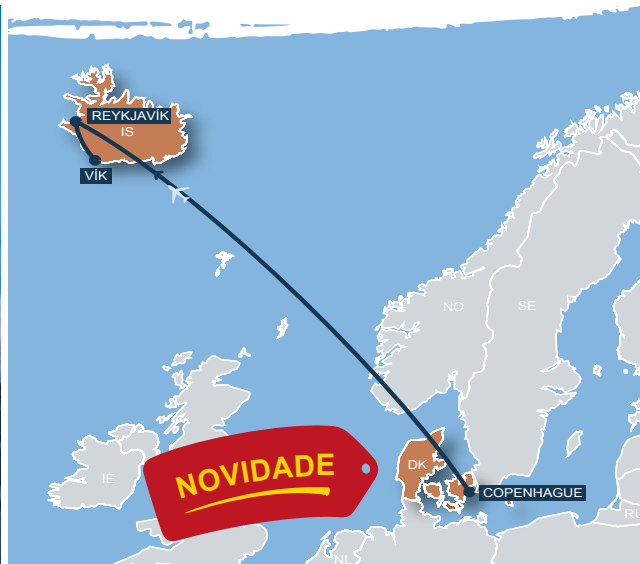 REYKJAVÍK
IS
VÍK
NO
SE
IE
NOVIDADE
DK
COPENHAGUE
RU
NL